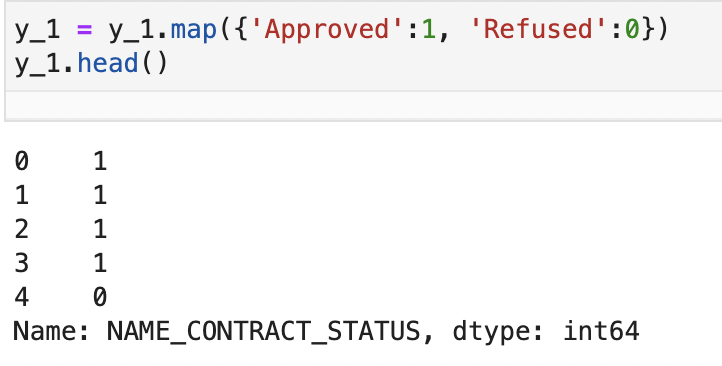 y_1 = y_1.map({'Approved':1, 'Refused':0})
y_1.head()
0    1
1    1
2    1
3    1
4    0
Name: NAME_CONTRACT_STATUS, dtype: int64